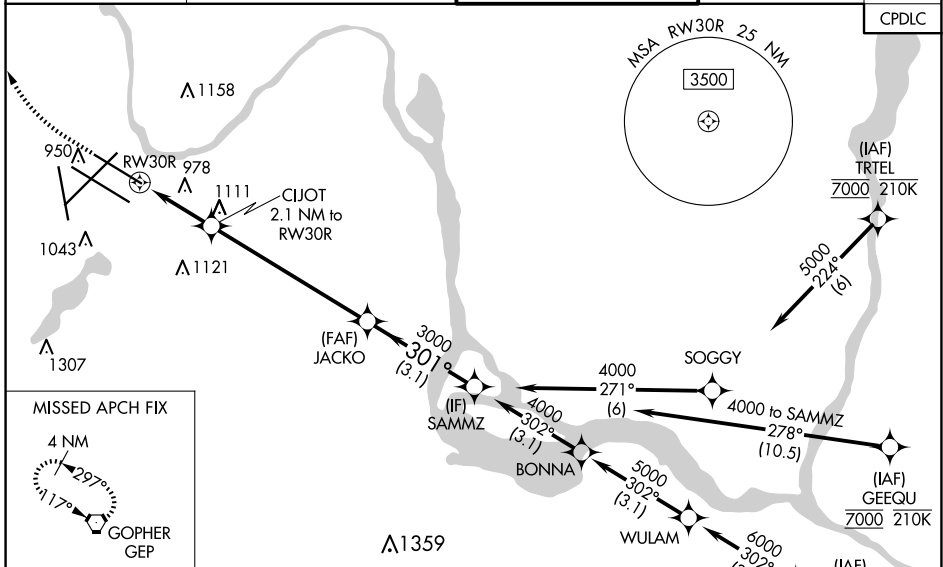 CPDLC
MSA RW30R 25 NM
3500
1158
950
RW30R
978
1111
CIJOT
2.1 NM to
RW30R
1043
1121
1307
(IAF)
TRTEL
7000 210K
5000
224°
(6)
(FAF)
JACKO
3000
301°
(3.1)
SOGGY
4000
271°
(6)
(IF)
SAMMZ
4000
302°
(3.1)
4000 to SAMMZ
278°
(10.5)
BONNA
(IAF)
GEEQU
7000 210K
5000
302°
(3.1)
WULAM
6000
302°
(IAF)
MISSED APCH FIX
4 NM
297°
117°
GOPHER
GEP
1359